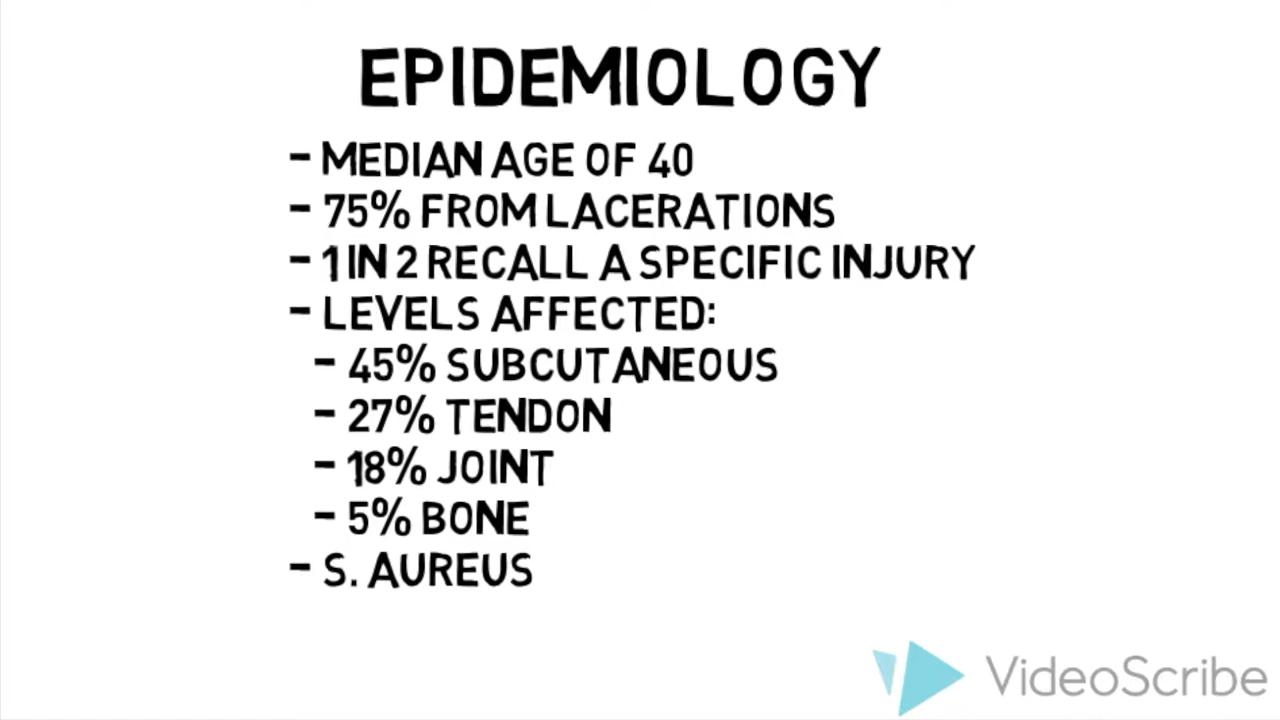 EPIDEMIOLOGY
- MEDIAN AGE OF 40
- 75% FROM LACERATIONS
- 1 IN 2 RECALL A SPECIFIC INJURY
- LEVELS AFFECTED:
- 45% SUBCUTANEOUS
- 27% TENDON
- 18% JOINT
- 5% BONE
- S. AUREUS
VideoScribe